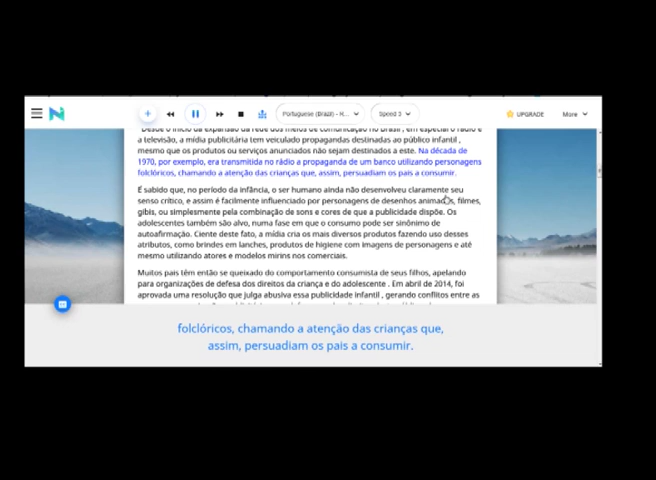 Portuguese (Brazil) - R...
Speed 3
UPGRADE
More
Desde o início da expansão da rede dos meios de comunicação no Brasil, em especial o rádio e
a televisão, a mídia publicitária tem veiculado propagandas destinadas ao público infantil ,
mesmo que os produtos ou serviços anunciados não sejam destinados a este. Na década de
1970, por exemplo, era transmitida no rádio a propaganda de um banco utilizando personagens
folclóricos, chamando a atenção das crianças que, assim, persuadiam os pais a consumir.
É sabido que, no período da infância, o ser humano ainda não desenvolveu claramente seu
senso crítico, e assim é facilmente influenciado por personagens de desenhos animados, filmes,
gibis, ou simplesmente pela combinação de sons e cores de que a publicidade dispõe. Os
adolescentes também são alvo, numa fase em que o consumo pode ser sinônimo de
autoafirmação. Ciente deste fato, a mídia cria os mais diversos produtos fazendo uso desses
atributos, como brindes em lanches, produtos de higiene com imagens de personagens e até
mesmo utilizando atores e modelos mirins nos comerciais.
Muitos pais têm então se queixado do comportamento consumista de seus filhos, apelando
para organizações de defesa dos direitos da criança e do adolescente . Em abril de 2014, foi
aprovada uma resolução que julga abusiva essa publicidade infantil , gerando conflitos entre as
folclóricos, chamando a atenção das crianças que,
assim, persuadiam os pais a consumir.